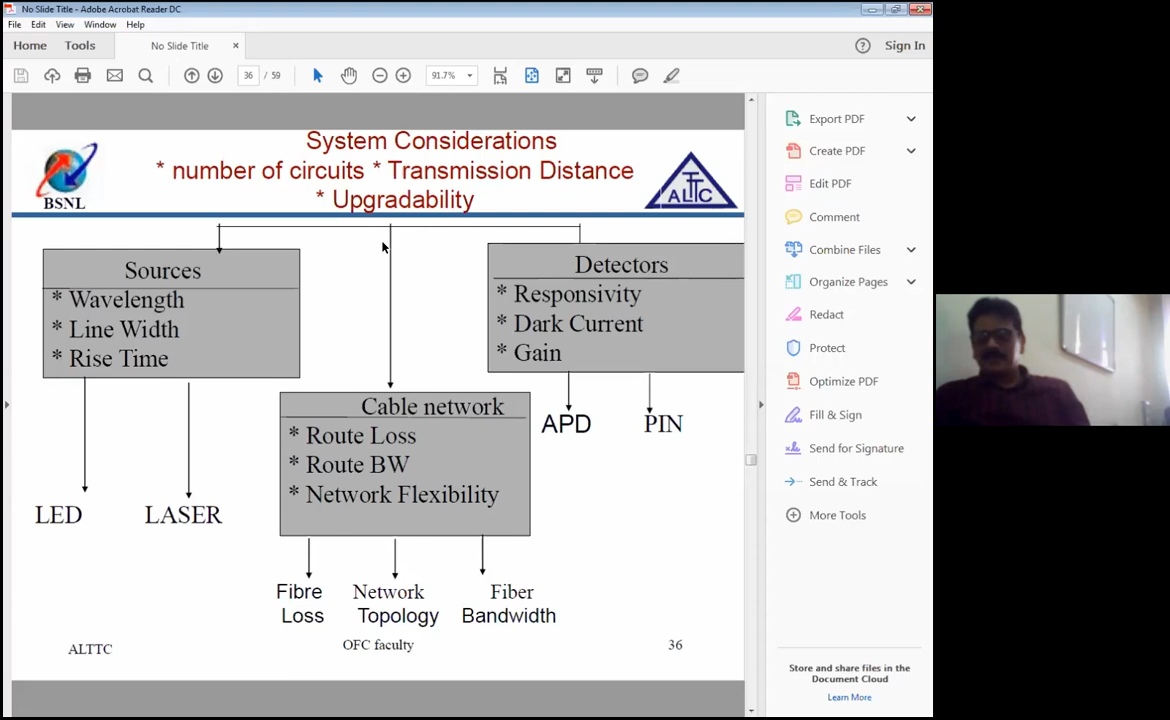 No Slide Title - Adobe Acrobat Reader DC
File Edit View Window Help
Home Tools No Slide Title × ? Sign In
36 / 59 91.7%
System Considerations
* number of circuits * Transmission Distance
* Upgradability
BSNL
ALTTC
Sources
* Wavelength
* Line Width
* Rise Time
Detectors
* Responsivity
* Dark Current
* Gain
Cable network
* Route Loss
* Route BW
* Network Flexibility
APD PIN
LED LASER
Fibre Loss
Network Topology
Fiber Bandwidth
ALTTC OFC faculty 36
Export PDF
Create PDF
Edit PDF
Comment
Combine Files
Organize Pages
Redact
Protect
Optimize PDF
Fill & Sign
Send for Signature
Send & Track
More Tools
Store and share files in the
Document Cloud
Learn More